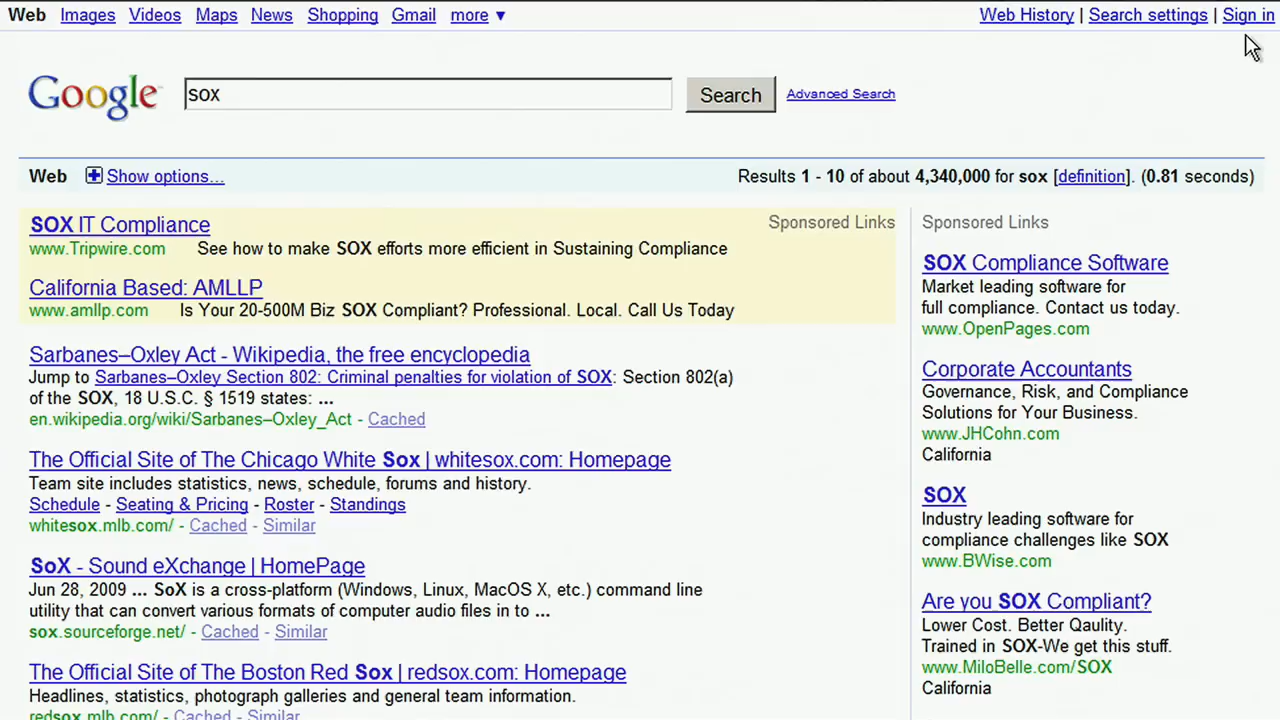 Web Images Videos Maps News Shopping Gmail more ▼
Web History | Search settings | Sign in
Google
sox
Search
Advanced Search
Web Show options...
Results 1 - 10 of about 4,340,000 for sox [definition]. (0.81 seconds)
SOX IT Compliance
Sponsored Links
www.Tripwire.com See how to make SOX efforts more efficient in Sustaining Compliance
California Based: AMLLP
www.amllp.com Is Your 20-500M Biz SOX Compliant? Professional. Local. Call Us Today
Sarbanes–Oxley Act - Wikipedia, the free encyclopedia
Jump to Sarbanes–Oxley Section 802: Criminal penalties for violation of SOX: Section 802(a)
of the SOX, 18 U.S.C. § 1519 states: ...
en.wikipedia.org/wiki/Sarbanes–Oxley_Act - Cached
The Official Site of The Chicago White Sox | whitesox.com: Homepage
Team site includes statistics, news, schedule, forums and history.
Schedule - Seating & Pricing - Roster - Standings
whitesox.mlb.com/ - Cached - Similar
SoX - Sound eXchange | HomePage
Jun 28, 2009 ... SoX is a cross-platform (Windows, Linux, MacOS X, etc.) command line
utility that can convert various formats of computer audio files in to ...
sox.sourceforge.net/ - Cached - Similar
The Official Site of The Boston Red Sox | redsox.com: Homepage
Headlines, statistics, photograph galleries and general team information.
redsox.mlb.com/ - Cached - Similar
Sponsored Links
SOX Compliance Software
Market leading software for
full compliance. Contact us today.
www.OpenPages.com
Corporate Accountants
Governance, Risk, and Compliance
Solutions for Your Business.
www.JHCohn.com
California
SOX
Industry leading software for
compliance challenges like SOX
www.BWise.com
Are you SOX Compliant?
Lower Cost. Better Qaulity.
Trained in SOX-We get this stuff.
www.MiloBelle.com/SOX
California